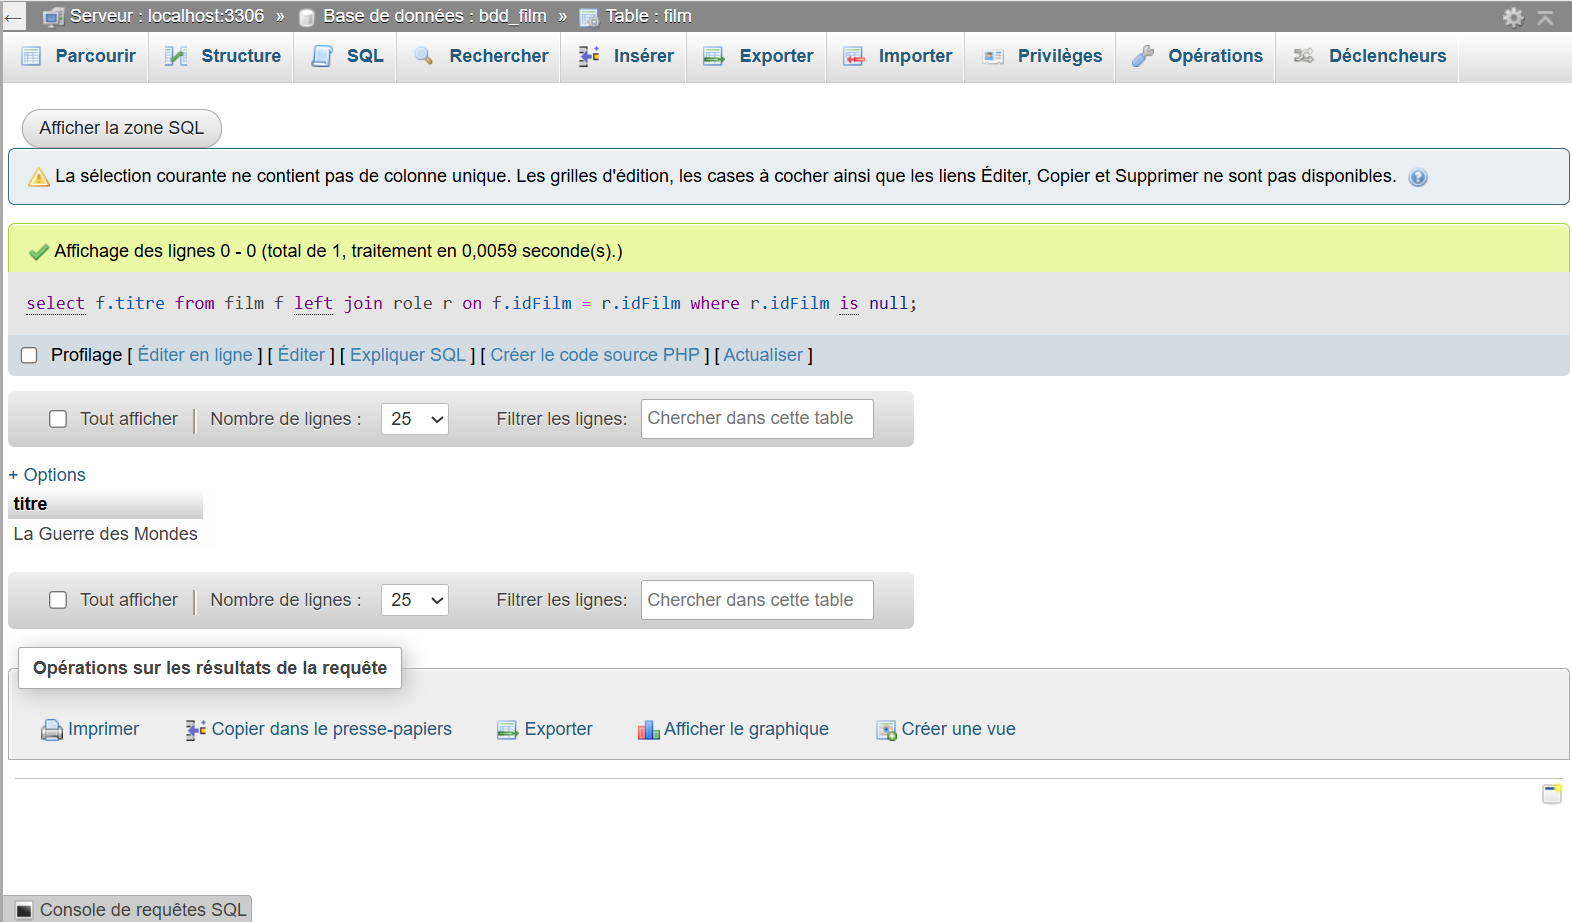 ← Serveur : localhost:3306 » Base de données : bdd_film » Table : film
Parcourir Structure SQL Rechercher Insérer Exporter Importer Privilèges Opérations Déclencheurs
Afficher la zone SQL
La sélection courante ne contient pas de colonne unique. Les grilles d'édition, les cases à cocher ainsi que les liens Éditer, Copier et Supprimer ne sont pas disponibles.
Affichage des lignes 0 - 0 (total de 1, traitement en 0,0059 seconde(s).)
select f.titre from film f left join role r on f.idFilm = r.idFilm where r.idFilm is null;
Profilage [ Éditer en ligne ] [ Éditer ] [ Expliquer SQL ] [ Créer le code source PHP ] [ Actualiser ]
Tout afficher | Nombre de lignes : 25 Filtrer les lignes: Chercher dans cette table
+ Options
titre
La Guerre des Mondes
Tout afficher | Nombre de lignes : 25 Filtrer les lignes: Chercher dans cette table
Opérations sur les résultats de la requête
Imprimer Copier dans le presse-papiers Exporter Afficher le graphique Créer une vue
Console de requêtes SQL